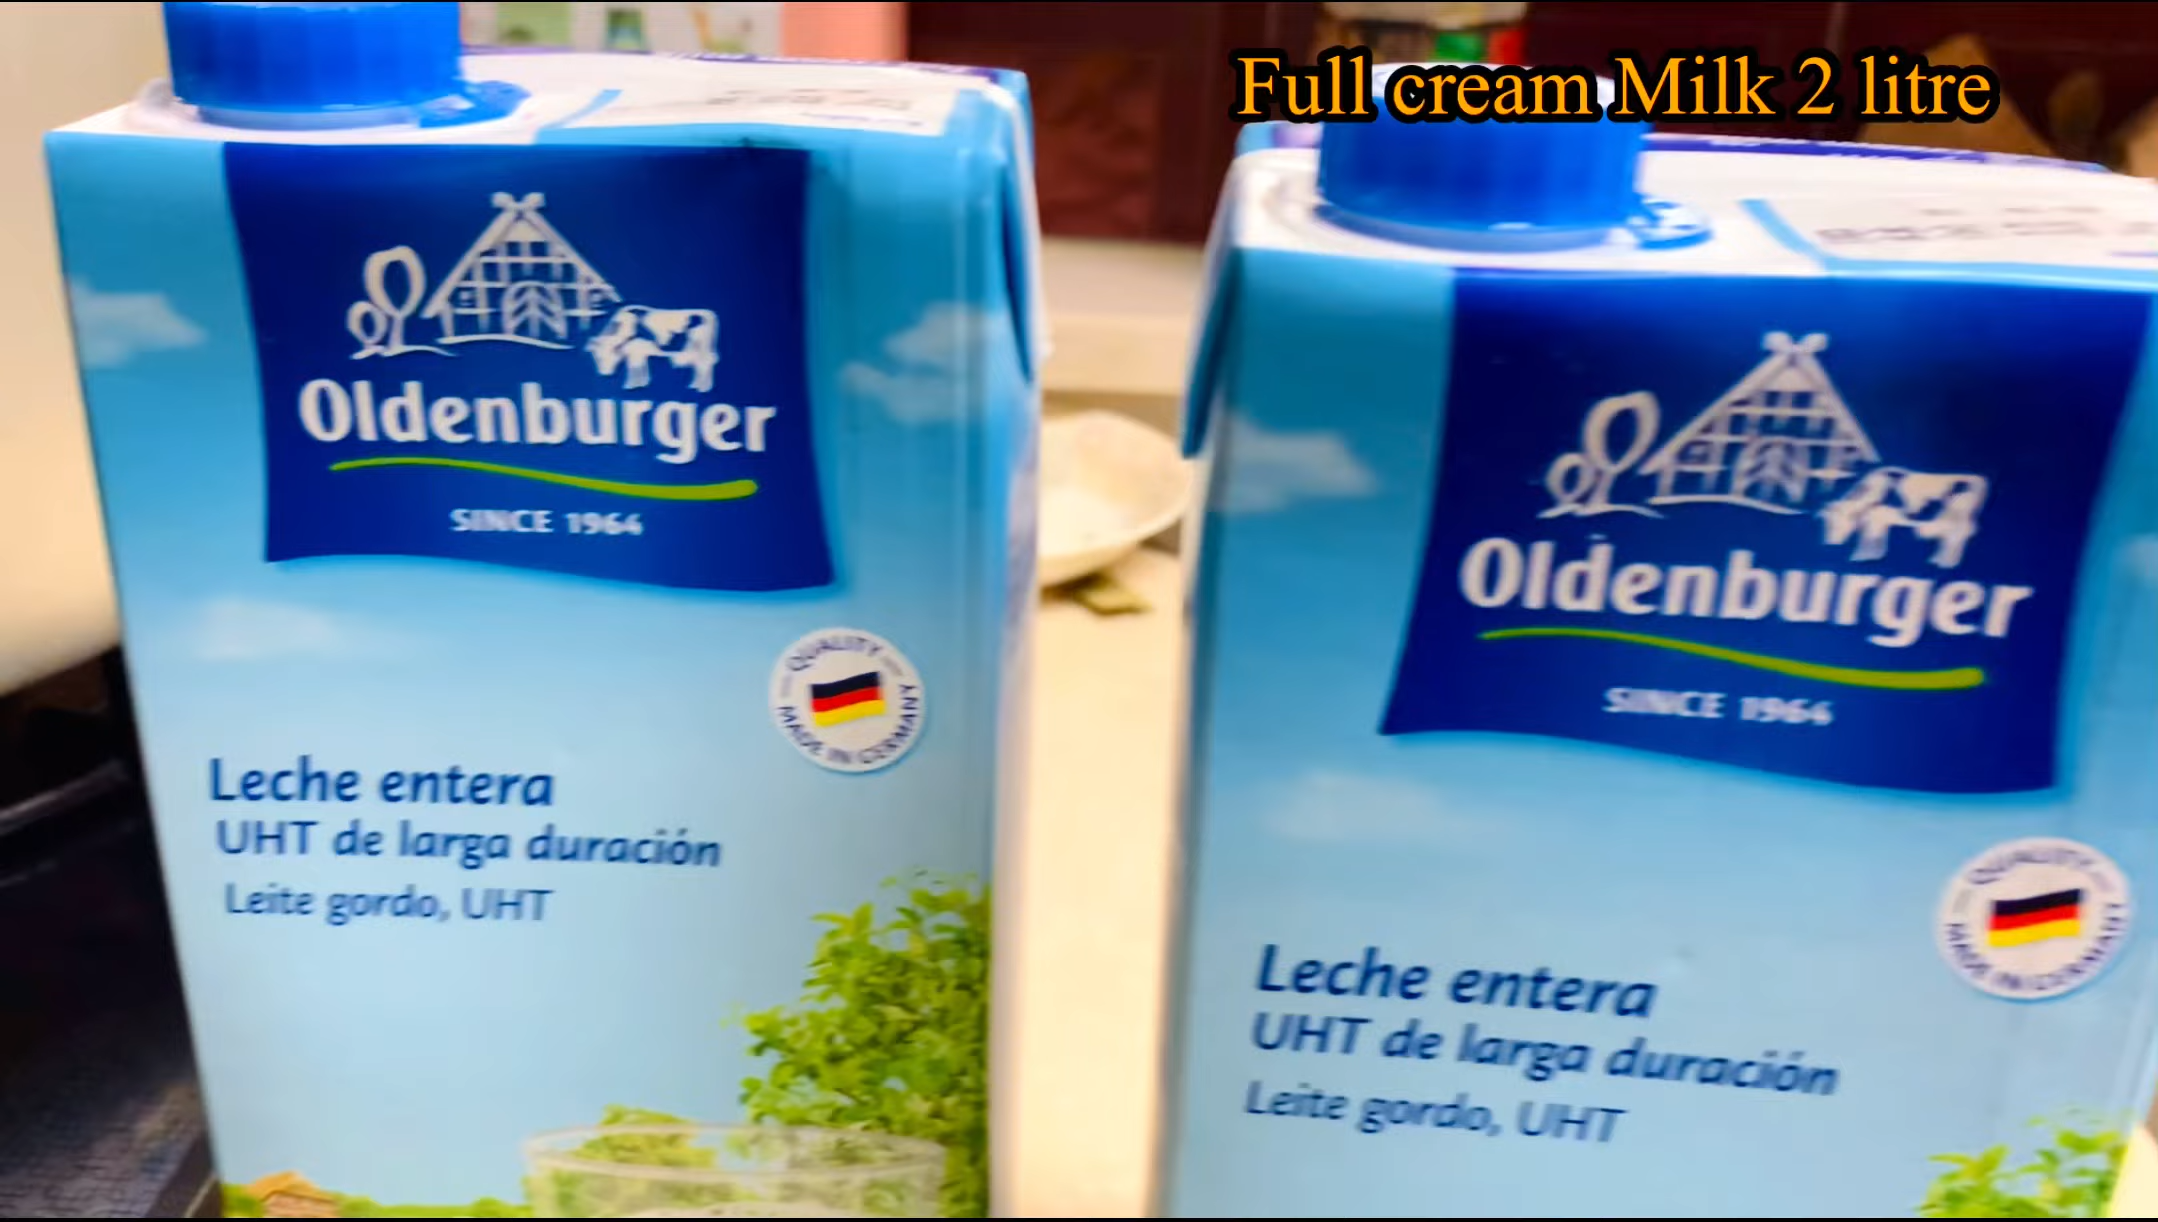 Full cream Milk 2 litre
Oldenburger
SINCE 1964
QUALITY
MADE IN GERMANY
Leche entera
UHT de larga duración
Leite gordo, UHT
Oldenburger
SINCE 1964
QUALITY
MADE IN GERMANY
Leche entera
UHT de larga duración
Leite gordo, UHT